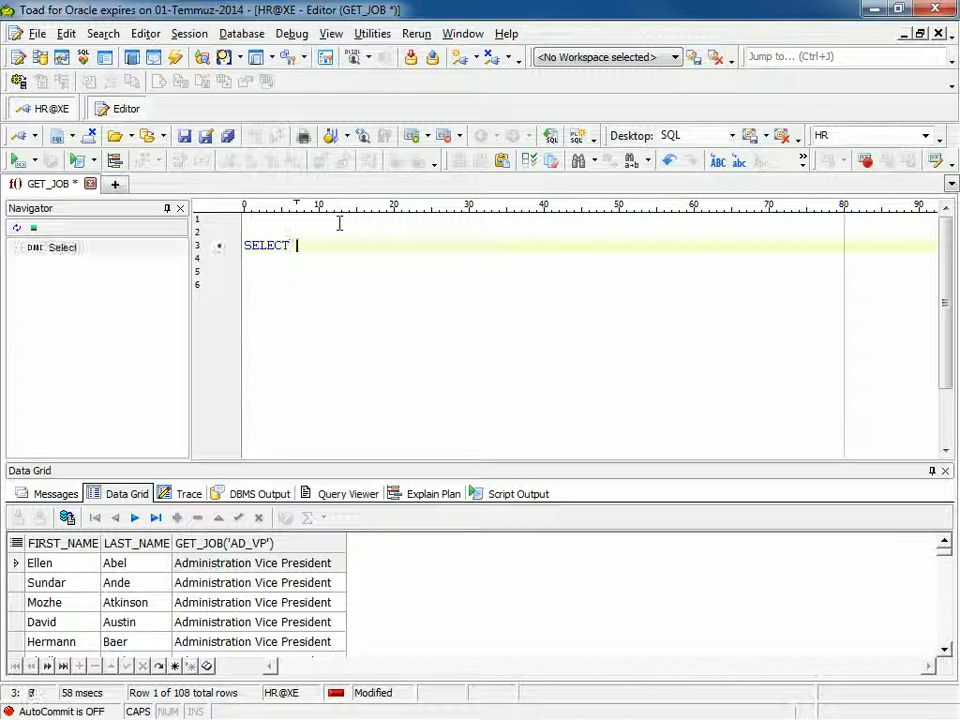 Toad for Oracle expires on 01-Temmuz-2014 - [HR@XE - Editor (GET_JOB *)]
File Edit Search Editor Session Database Debug View Utilities Rerun Window Help
<No Workspace selected> Jump to... (Ctrl+J)
HR@XE Editor
Desktop: SQL HR
GET_JOB *
Navigator
0 10 20 30 40 50 60 70 80 90
Select
1
2
3 SELECT
4
5
6
Data Grid
Messages Data Grid Trace DBMS Output Query Viewer Explain Plan Script Output
FIRST_NAME LAST_NAME GET_JOB('AD_VP')
Ellen Abel Administration Vice President
Sundar Ande Administration Vice President
Mozhe Atkinson Administration Vice President
David Austin Administration Vice President
Hermann Baer Administration Vice President
58 msecs Row 1 of 108 total rows HR@XE Modified
AutoCommit is OFF CAPS NUM INS